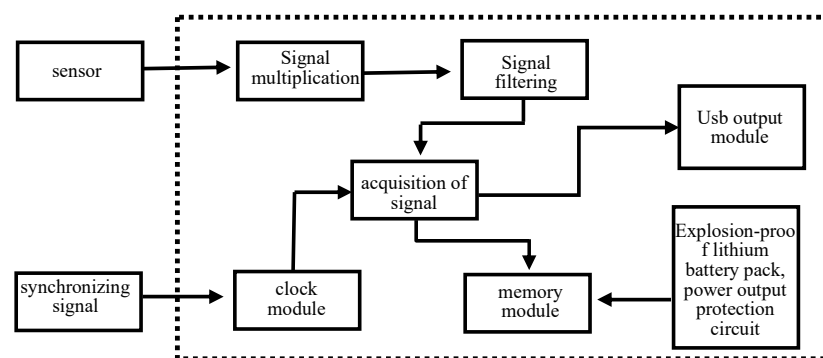 sensor
Signal
multiplication
Signal
filtering
Usb output
module
acquisition of
signal
synchronizing
signal
clock
module
memory
module
Explosion-proo
f lithium
battery pack,
power output
protection
circuit